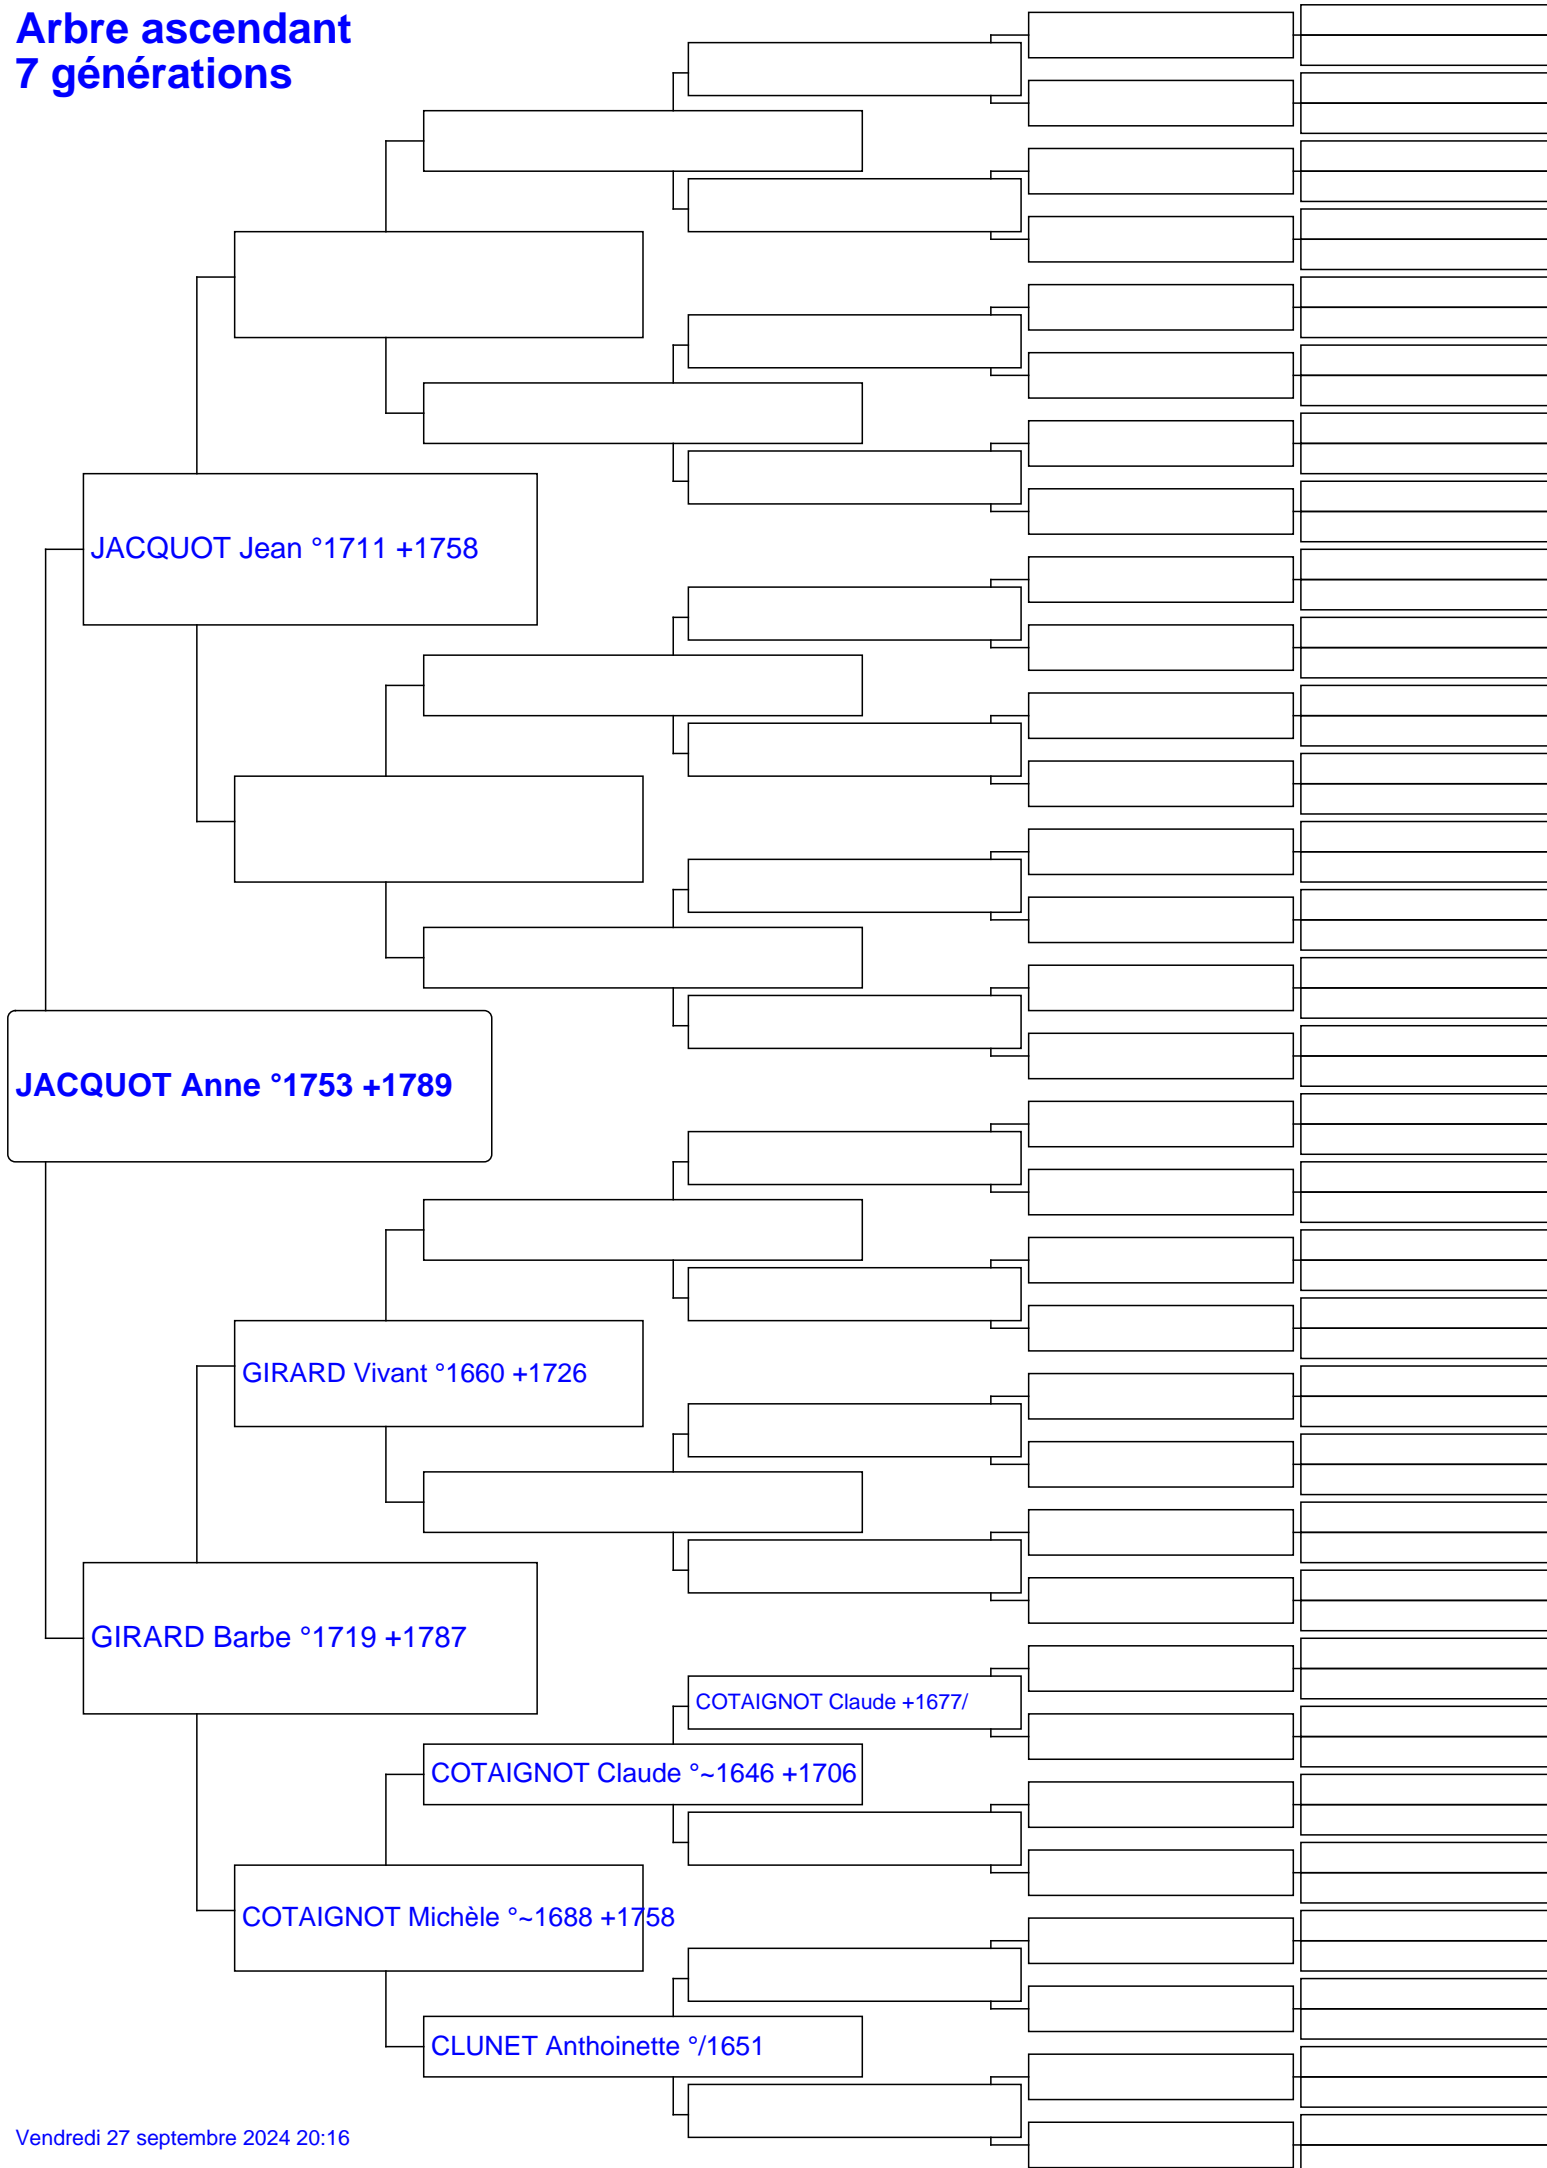 Arbre ascendant
7 générations
JACQUOT Jean °1711 +1758
JACQUOT Anne °1753 +1789
GIRARD Vivant °1660 +1726
GIRARD Barbe °1719 +1787
COTAIGNOT Claude +1677/
COTAIGNOT Claude °~1646 +1706
COTAIGNOT Michèle °~1688 +1758
CLUNET Anthoinette °/1651
Vendredi 27 septembre 2024 20:16